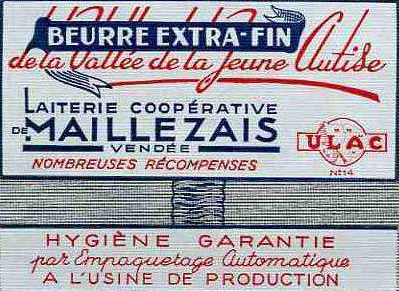 BEURRE EXTRA-FIN
de la Vallée de la Jeune Autise
LAITERIE COOPÉRATIVE
DE MAILLEZAIS
VENDÉE
NOMBREUSES RÉCOMPENSES
ULAC
N°14
HYGIÈNE GARANTIE
par Empaquetage Automatique
A L'USINE DE PRODUCTION